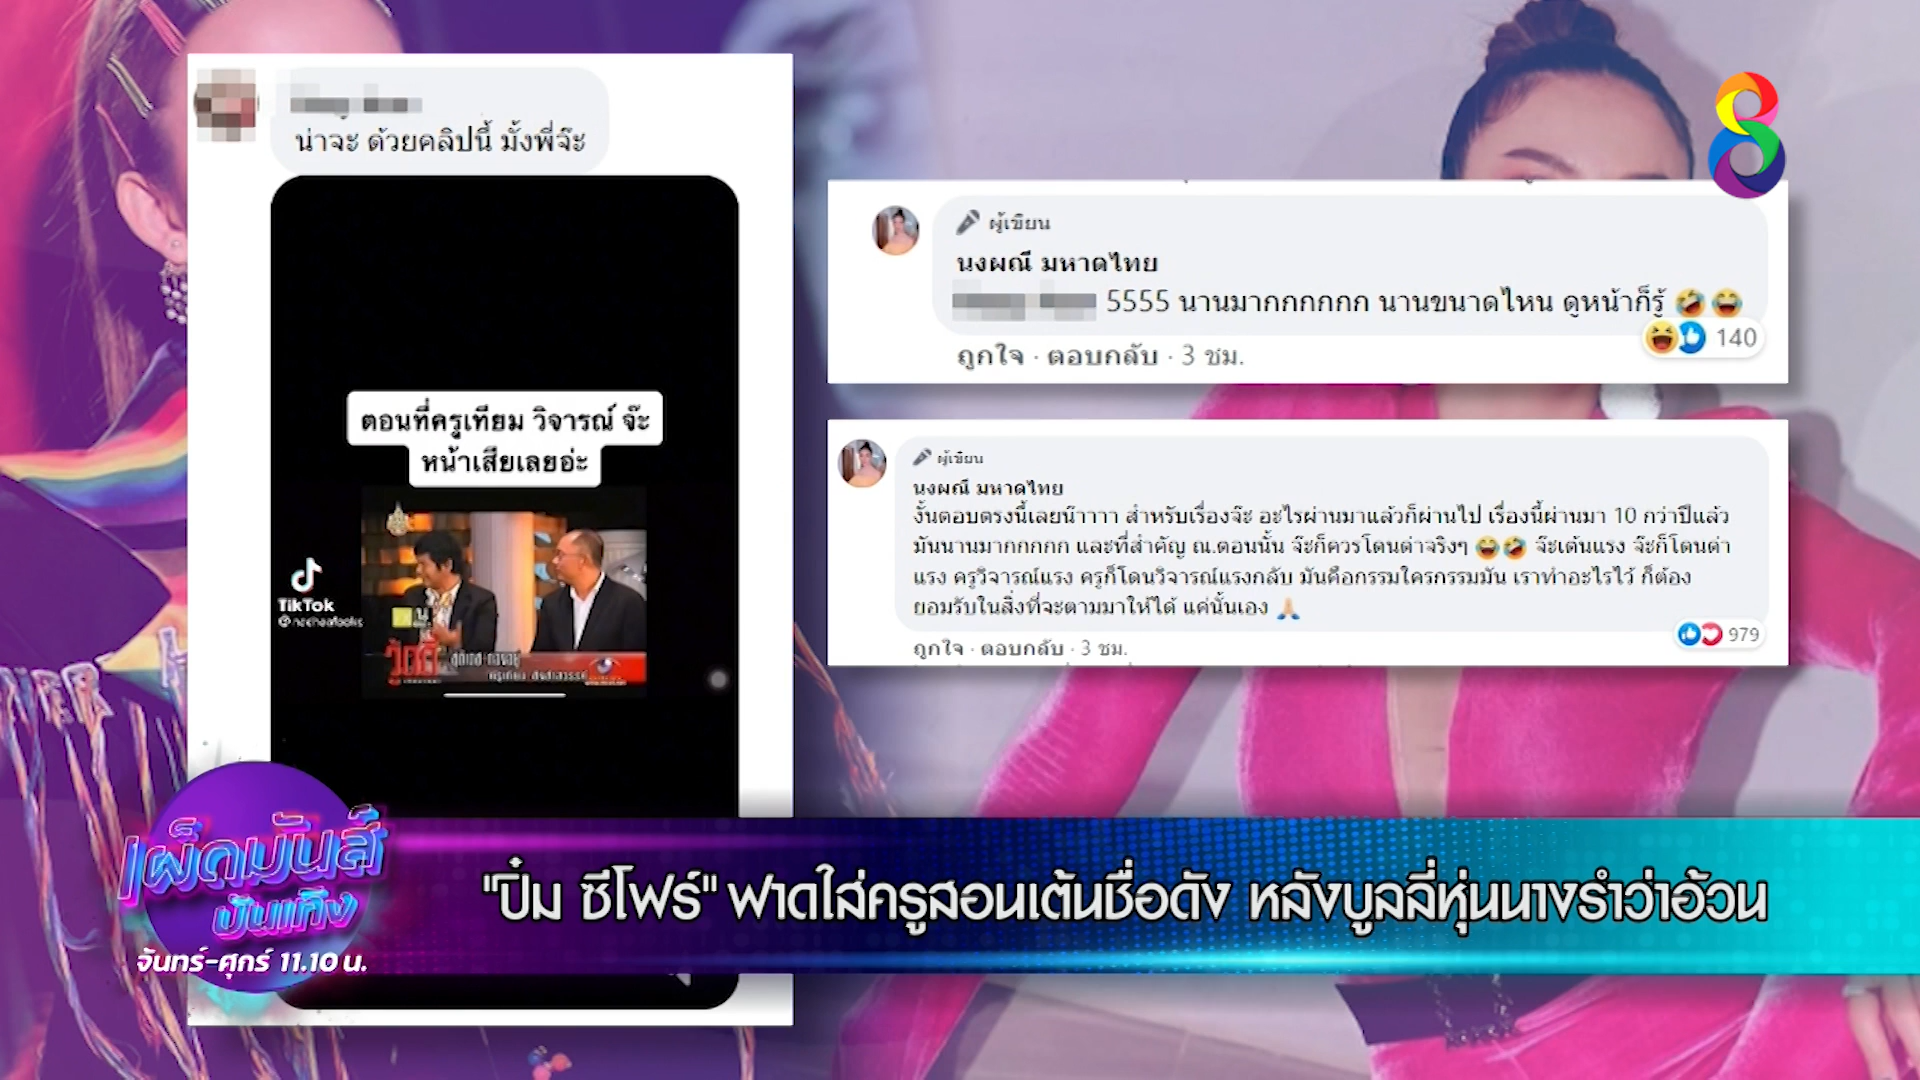 น่าจะ ด้วยคลิปนี้ มั้งพี่จ๊ะ
ตอนที่ครูเทียม วิจารณ์ จ๊ะ
หน้าเสียเลยอ่ะ
TikTok
ผู้เขียน
นงผณี มหาดไทย
5555 นานมากกกกกก นานขนาดไหน ดูหน้าก็รู้ 🤣 😂
140
ถูกใจ · ตอบกลับ · 3 ชม.
ผู้เขียน
นงผณี มหาดไทย
งั้นตอบตรงนี้เลยน๊าาาา สำหรับเรื่องจ๊ะ อะไรผ่านมาแล้วก็ผ่านไป เรื่องนี้ผ่านมา 10 กว่าปีแล้ว
มันนานมากกกกก และที่สำคัญ ณ.ตอนนั้น จ๊ะก็ควรโดนด่าจริงๆ 😂🤣 จ๊ะเต้นแรง จ๊ะก็โดนด่า
แรง ครูวิจารณ์แรง ครูก็โดนวิจารณ์แรงกลับ มันคือกรรมใครกรรมมัน เราทำอะไรไว้ ก็ต้อง
ยอมรับในสิ่งที่จะตามมาให้ได้ แค่นั้นเอง 🙏🏻
979
ถูกใจ · ตอบกลับ · 3 ชม.
เผ็ดมันส์
บันเทิง
จันทร์-ศุกร์ 11.10 น.
"ปิ๋ม ซีโฟร์" ฟาดใส่ครูสอนเต้นชื่อดัง หลังบูลลี่หุ่นนางรำว่าอ้วน